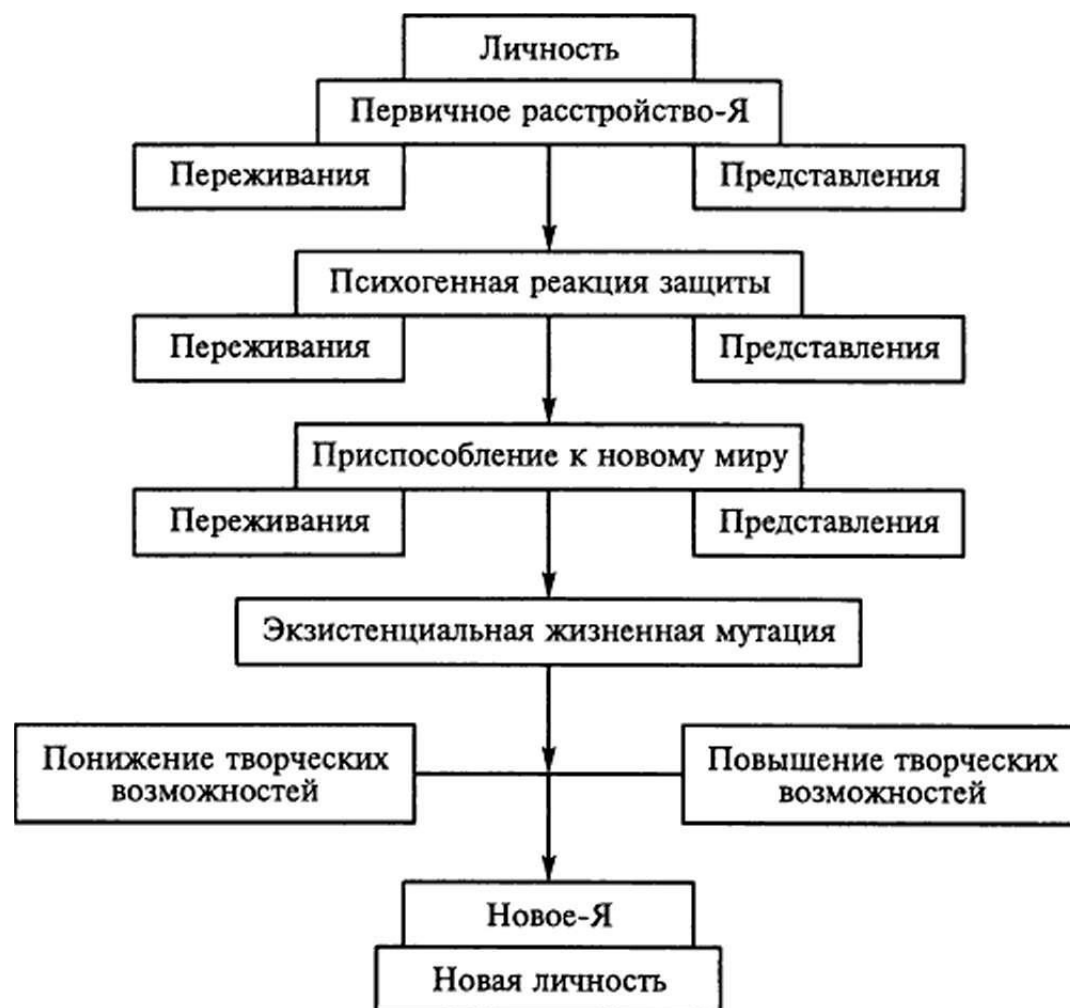 Личность
Первичное расстройство-Я
Переживания
Представления
Психогенная реакция защиты
Переживания
Представления
Приспособление к новому миру
Переживания
Представления
Экзистенциальная жизненная мутация
Понижение творческих
возможностей
Повышение творческих
возможностей
Новое-Я
Новая личность